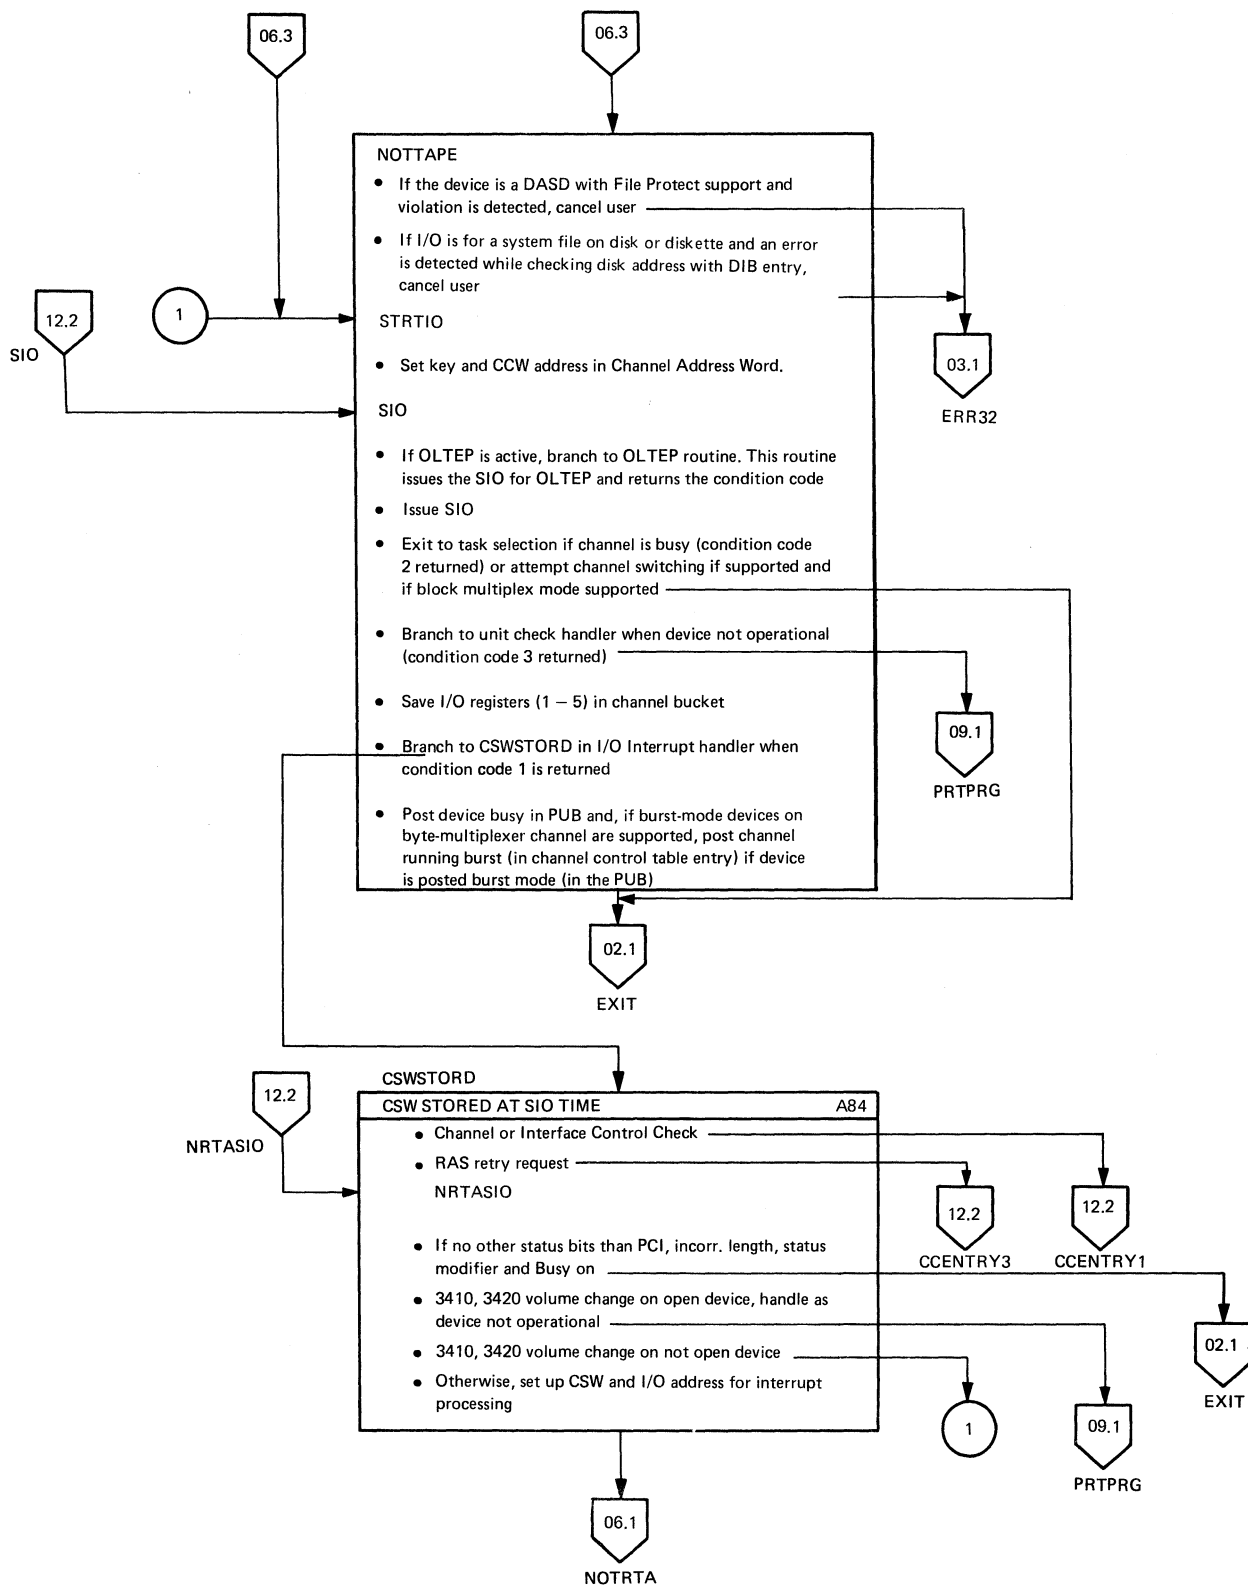 06.3
06.3
NOTTAPE
• If the device is a DASD with File Protect support and
violation is detected, cancel user
• If I/O is for a system file on disk or diskette and an error
is detected while checking disk address with DIB entry,
cancel user
12.2
SIO
1
STRTIO
03.1
ERR32
• Set key and CCW address in Channel Address Word.
SIO
• If OLTEP is active, branch to OLTEP routine. This routine
issues the SIO for OLTEP and returns the condition code
• Issue SIO
• Exit to task selection if channel is busy (condition code
2 returned) or attempt channel switching if supported and
if block multiplex mode supported
• Branch to unit check handler when device not operational
(condition code 3 returned)
• Save I/O registers (1 – 5) in channel bucket
09.1
PRTPRG
• Branch to CSWSTORD in I/O Interrupt handler when
condition code 1 is returned
• Post device busy in PUB and, if burst-mode devices on
byte-multiplexer channel are supported, post channel
running burst (in channel control table entry) if device
is posted burst mode (in the PUB)
02.1
EXIT
CSWSTORD
12.2
NRTASIO
CSW STORED AT SIO TIME A84
• Channel or Interface Control Check
• RAS retry request
NRTASIO
12.2
CCENTRY3
12.2
CCENTRY1
• If no other status bits than PCI, incorr. length, status
modifier and Busy on
• 3410, 3420 volume change on open device, handle as
device not operational
• 3410, 3420 volume change on not open device
• Otherwise, set up CSW and I/O address for interrupt
processing
02.1
EXIT
1
09.1
PRTPRG
06.1
NOTRTA